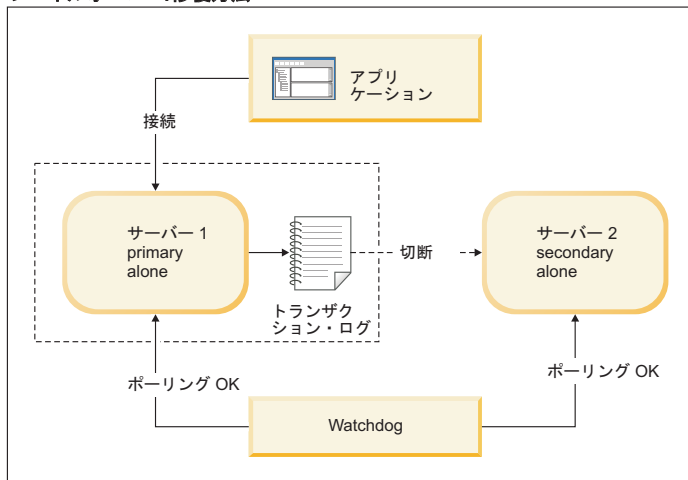 アプリ
ケーション
接続
サーバー 1
primary
alone
切断
サーバー 2
secondary
alone
トランザク
ション・ログ
ポーリング OK
ポーリング OK
Watchdog